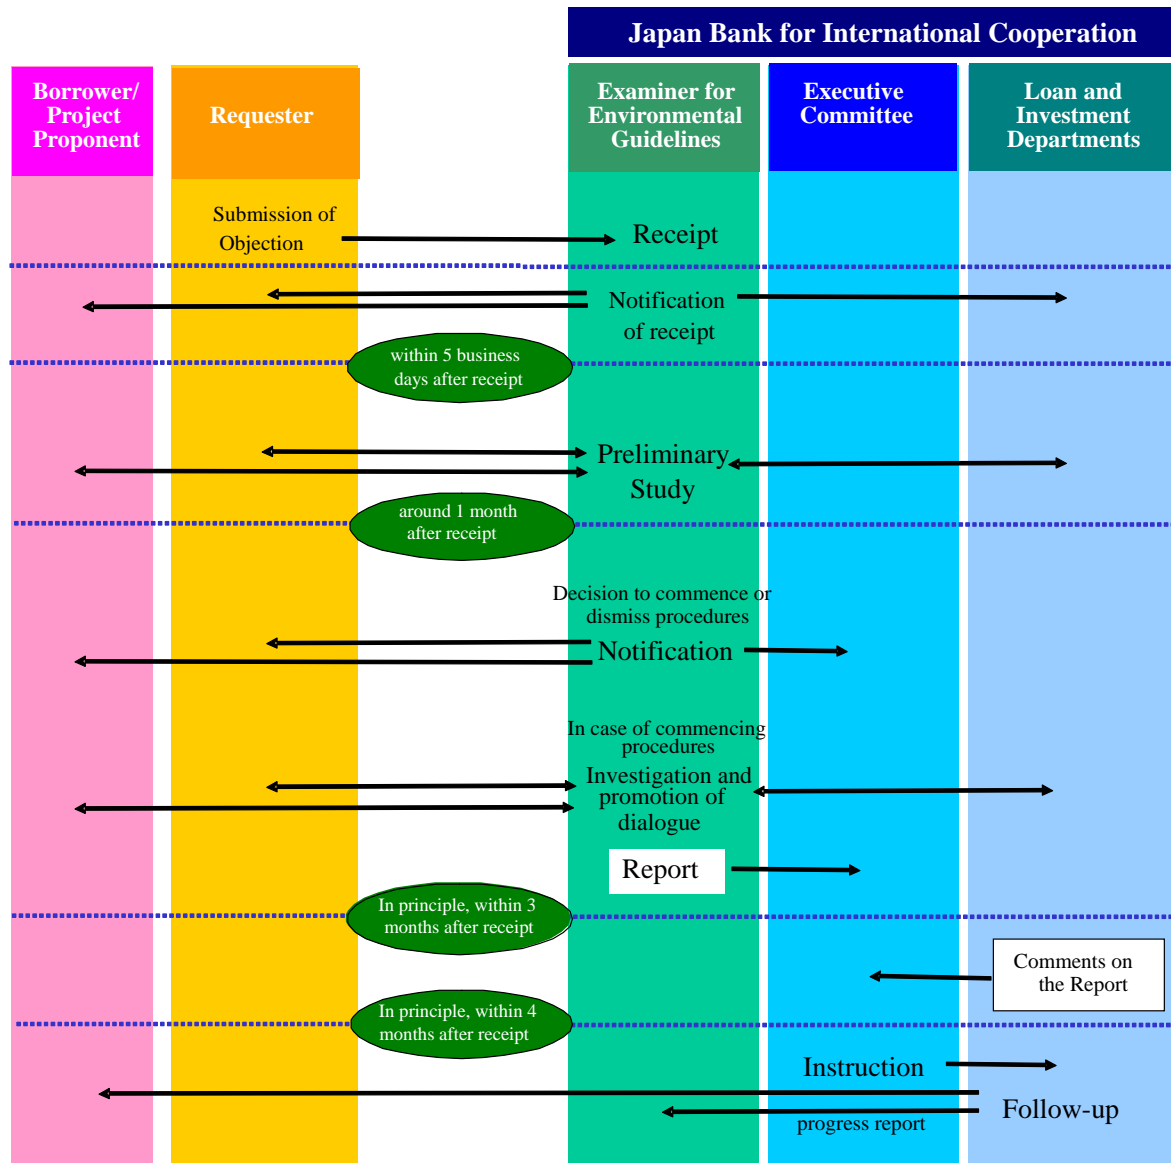 Japan Bank for International Cooperation
Borrower/
Project
Proponent
Requester
Examiner for
Environmental
Guidelines
Executive
Committee
Loan and
Investment
Departments
Submission of
Objection
Receipt
Notification
of receipt
within 5 business
days after receipt
Preliminary
Study
around 1 month
after receipt
Decision to commence or
dismiss procedures
Notification
In case of commencing
procedures
Investigation and
promotion of
dialogue
Report
In principle, within 3
months after receipt
Comments on
the Report
In principle, within 4
months after receipt
Instruction
Follow-up
progress report